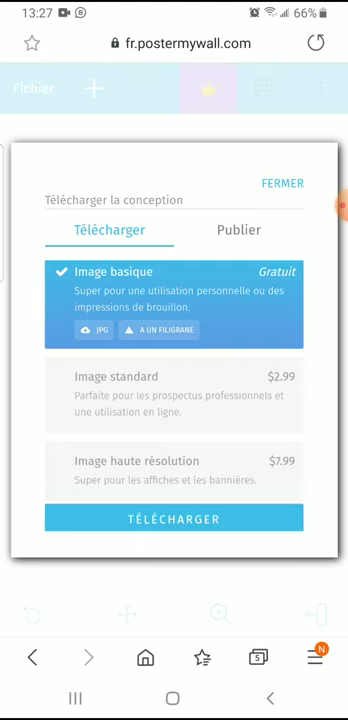 13:27
66%
fr.postermywall.com
Fichier
FERMER
Télécharger la conception
Télécharger
Publier
Image basique
Gratuit
Super pour une utilisation personnelle ou des
impressions de brouillon.
JPG
A UN FILIGRANE
Image standard
$2.99
Parfaite pour les prospectus professionnels et
une utilisation en ligne.
Image haute résolution
$7.99
Super pour les affiches et les bannières.
TÉLÉCHARGER
5
N